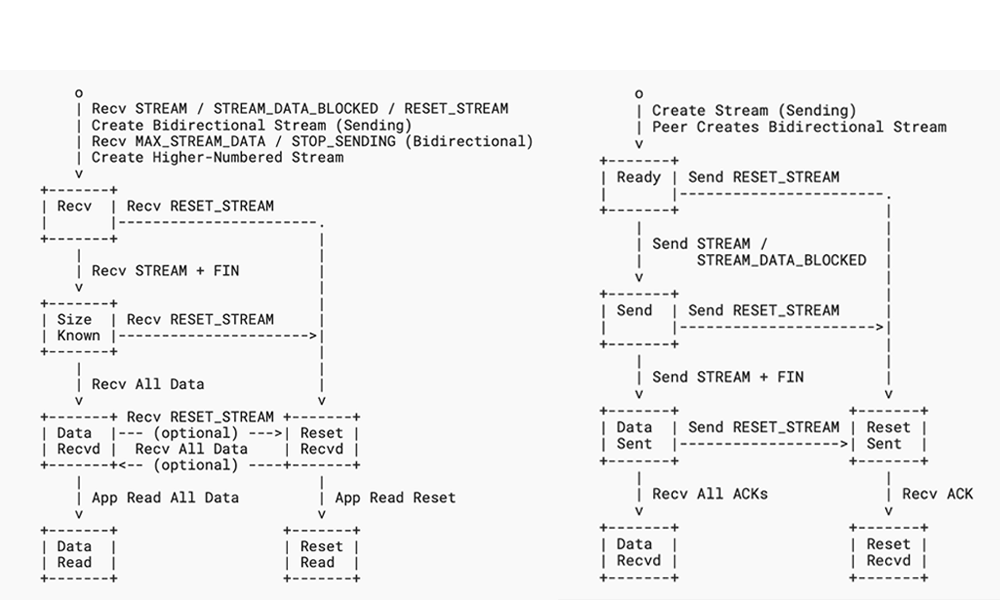 o
| Recv STREAM / STREAM_DATA_BLOCKED / RESET_STREAM
| Create Bidirectional Stream (Sending)
| Recv MAX_STREAM_DATA / STOP_SENDING (Bidirectional)
| Create Higher-Numbered Stream
v
+-------+
| Recv  | Recv RESET_STREAM
|       |-----------------------.
+-------+                       |
|                           |
| Recv STREAM + FIN         |
v                           |
+-------+                       |
| Size  | Recv RESET_STREAM     |
| Known |---------------------->|
+-------+                       |
|                           |
| Recv All Data             |
v                           v
+-------+ Recv RESET_STREAM +-------+
| Data  |--- (optional) --->| Reset |
| Recvd |  Recv All Data    | Recvd |
+-------+<-- (optional) ----+-------+
|                           |
| App Read All Data         | App Read Reset
v                           v
+-------+                   +-------+
| Data  |                   | Reset |
| Read  |                   | Read  |
+-------+                   +-------+
o
| Create Stream (Sending)
| Peer Creates Bidirectional Stream
v
+-------+
| Ready | Send RESET_STREAM
|       |-----------------------.
+-------+                       |
|                           |
| Send STREAM /             |
|      STREAM_DATA_BLOCKED  |
v                           |
+-------+                       |
| Send  | Send RESET_STREAM     |
|       |---------------------->|
+-------+                       |
|                           |
| Send STREAM + FIN         |
v                           v
+-------+                   +-------+
| Data  | Send RESET_STREAM | Reset |
| Sent  |------------------>| Sent  |
+-------+                   +-------+
|                           |
| Recv All ACKs             | Recv ACK
v                           v
+-------+                   +-------+
| Data  |                   | Reset |
| Recvd |                   | Recvd |
+-------+                   +-------+